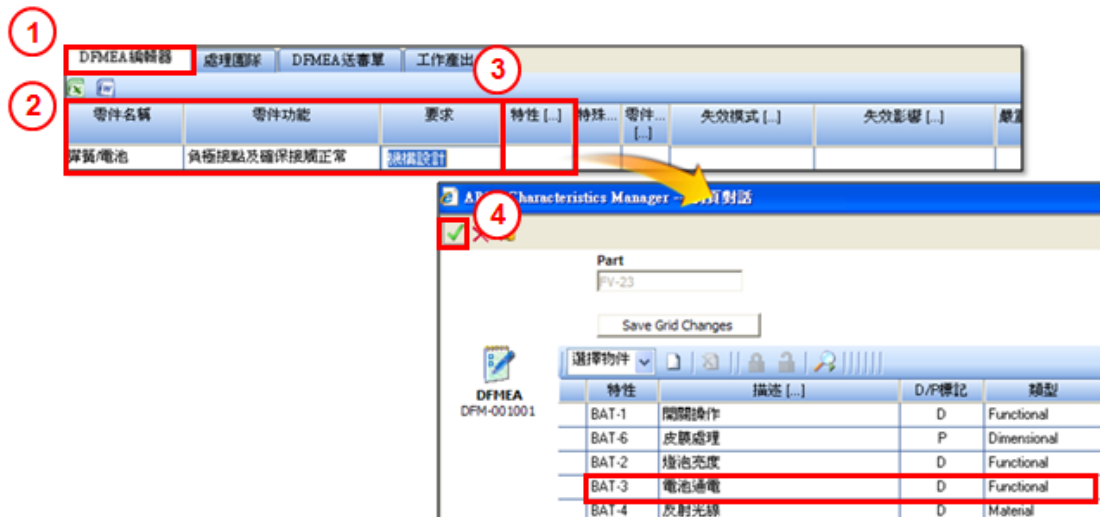 1
DFMEA編輯器 處理團隊 DFMEA送審單 工作產出
3
2
零件名稱 零件功能 要求 特性 [...] 特殊... 零件... [...] 失效模式 [...] 失效影響 [...]
彈簧/電池 負極接點及確保接觸正常 機構設計
Characteristics Manager -- 網頁對話
4
Part
FV-23
Save Grid Changes
選擇物件
特性 描述 [...] D/P標記 類型
DFMEA
DFM-001001
BAT-1 開關操作 D Functional
BAT-6 皮膜處理 P Dimensional
BAT-2 燈泡亮度 D Functional
BAT-3 電池通電 D Functional
BAT-4 反射光線 D Material